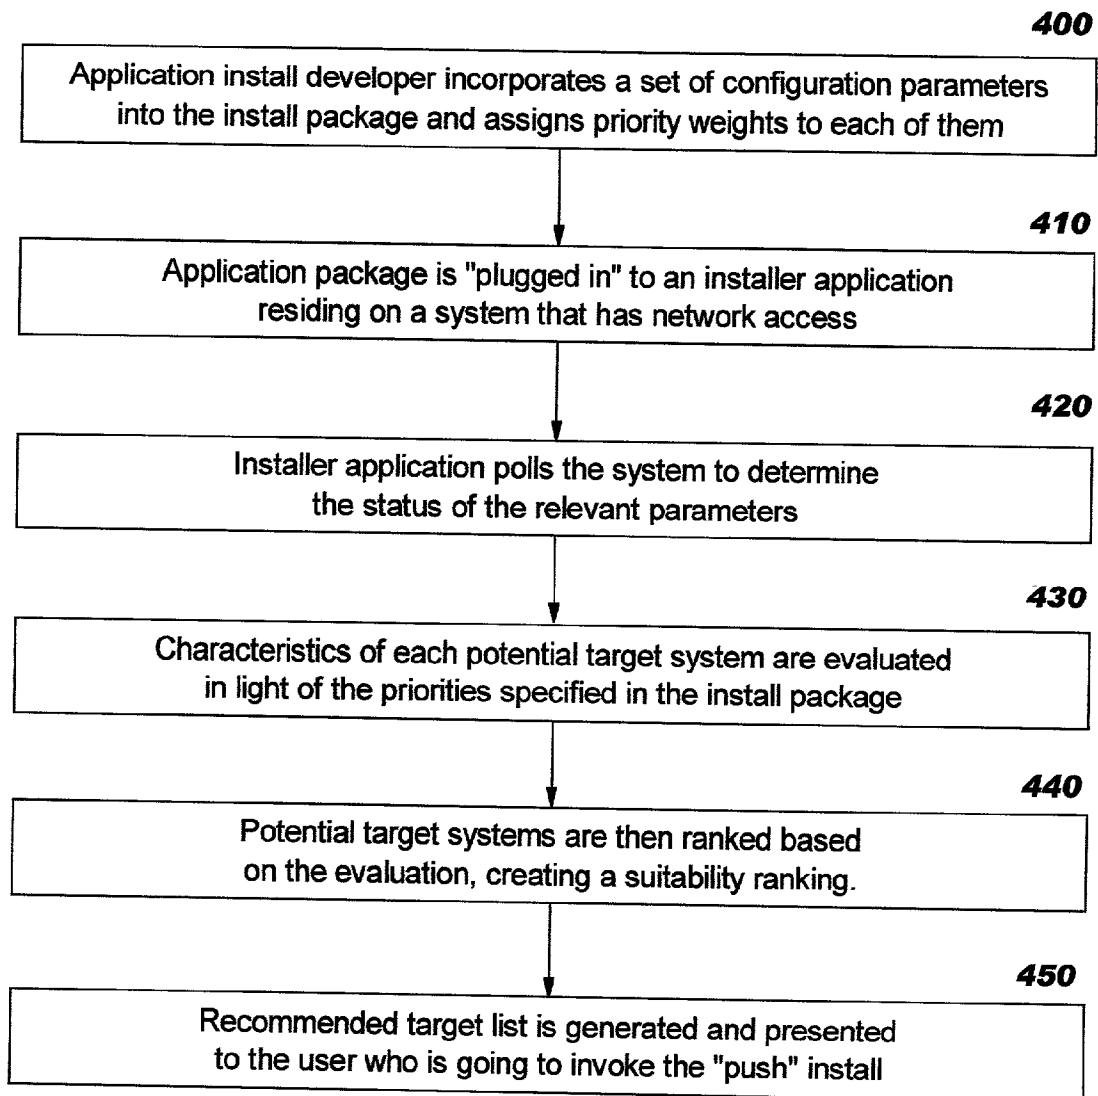 400
Application install developer incorporates a set of configuration parameters
into the install package and assigns priority weights to each of them
410
Application package is "plugged in" to an installer application
residing on a system that has network access
420
Installer application polls the system to determine
the status of the relevant parameters
430
Characteristics of each potential target system are evaluated
in light of the priorities specified in the install package
440
Potential target systems are then ranked based
on the evaluation, creating a suitability ranking.
450
Recommended target list is generated and presented
to the user who is going to invoke the "push" install